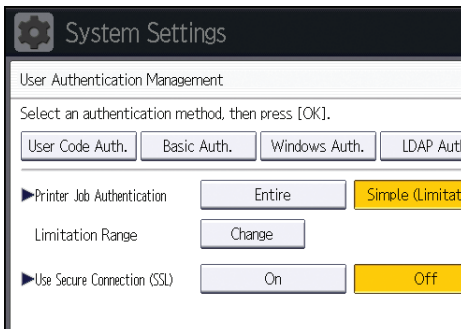 System Settings
User Authentication Management
Select an authentication method, then press [OK].
User Code Auth. Basic Auth. Windows Auth. LDAP Aut
▶Printer Job Authentication Entire Simple (Limitat
Limitation Range Change
▶Use Secure Connection (SSL) On Off